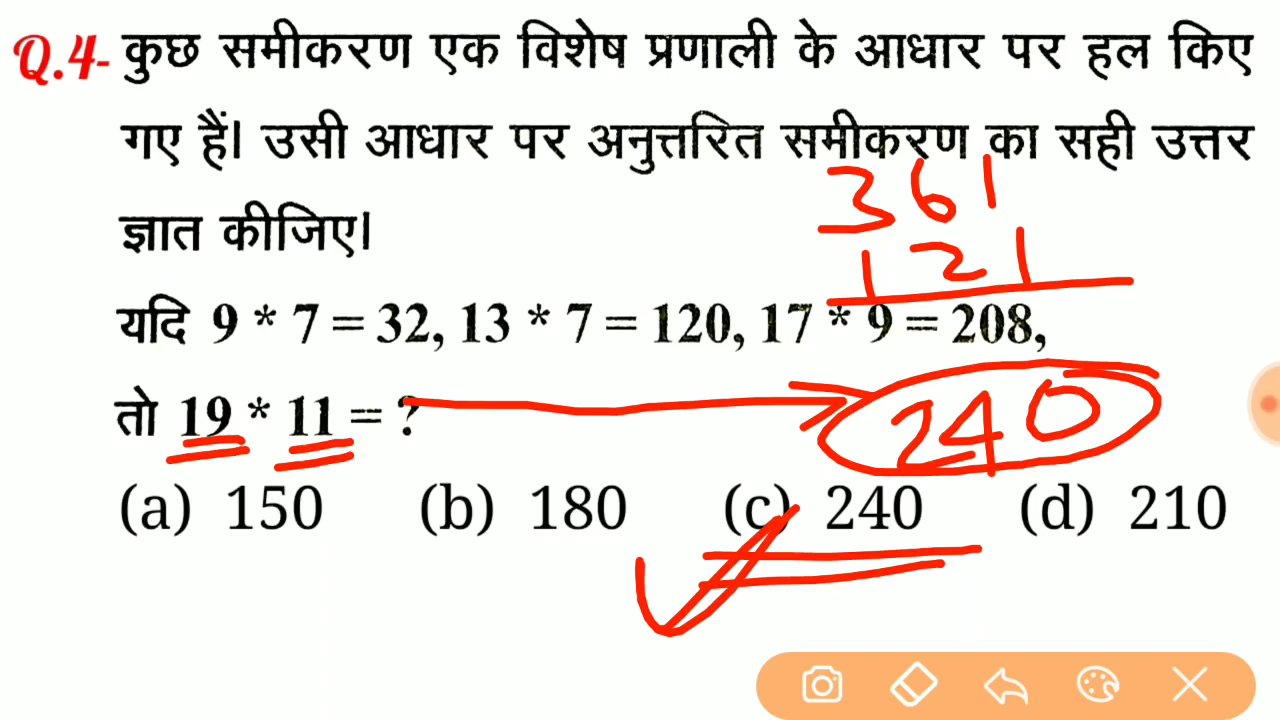 Q.4- कुछ समीकरण एक विशेष प्रणाली के आधार पर हल किए
गए हैं। उसी आधार पर अनुत्तरित समीकरण का सही उत्तर
ज्ञात कीजिए।
361
121
यदि 9 * 7 = 32, 13 * 7 = 120, 17 * 9 = 208,
तो 19 * 11 = ? 240
(a) 150 (b) 180 (c) 240 (d) 210